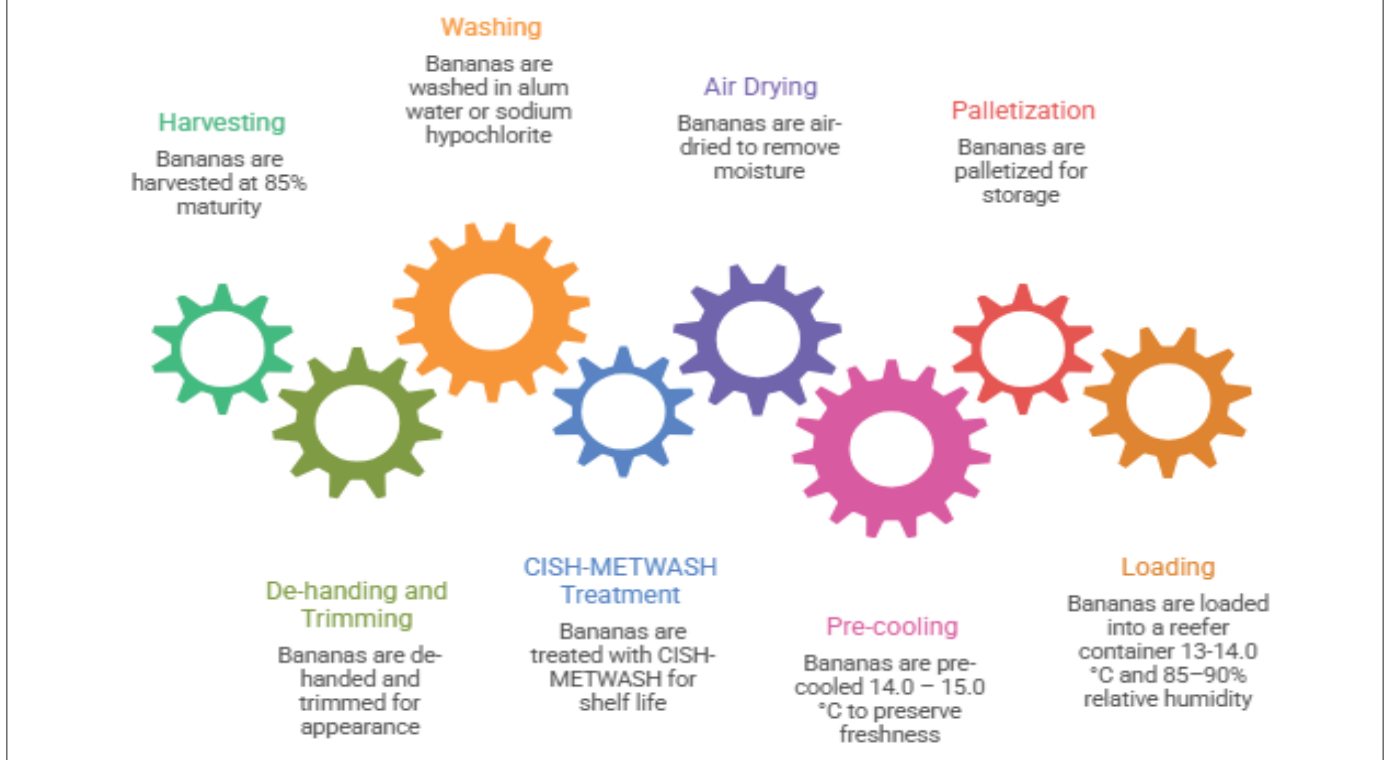 Harvesting
Bananas are
harvested at 85%
maturity
De-handing and
Trimming
Bananas are de-
handed and
trimmed for
appearance
Washing
Bananas are
washed in alum
water or sodium
hypochlorite
CISH-METWASH
Treatment
Bananas are
treated with CISH-
METWASH for
shelf life
Air Drying
Bananas are air-
dried to remove
moisture
Pre-cooling
Bananas are pre-
cooled 14.0 – 15.0
°C to preserve
freshness
Palletization
Bananas are
palletized for
storage
Loading
Bananas are loaded
into a reefer
container 13-14.0
°C and 85–90%
relative humidity